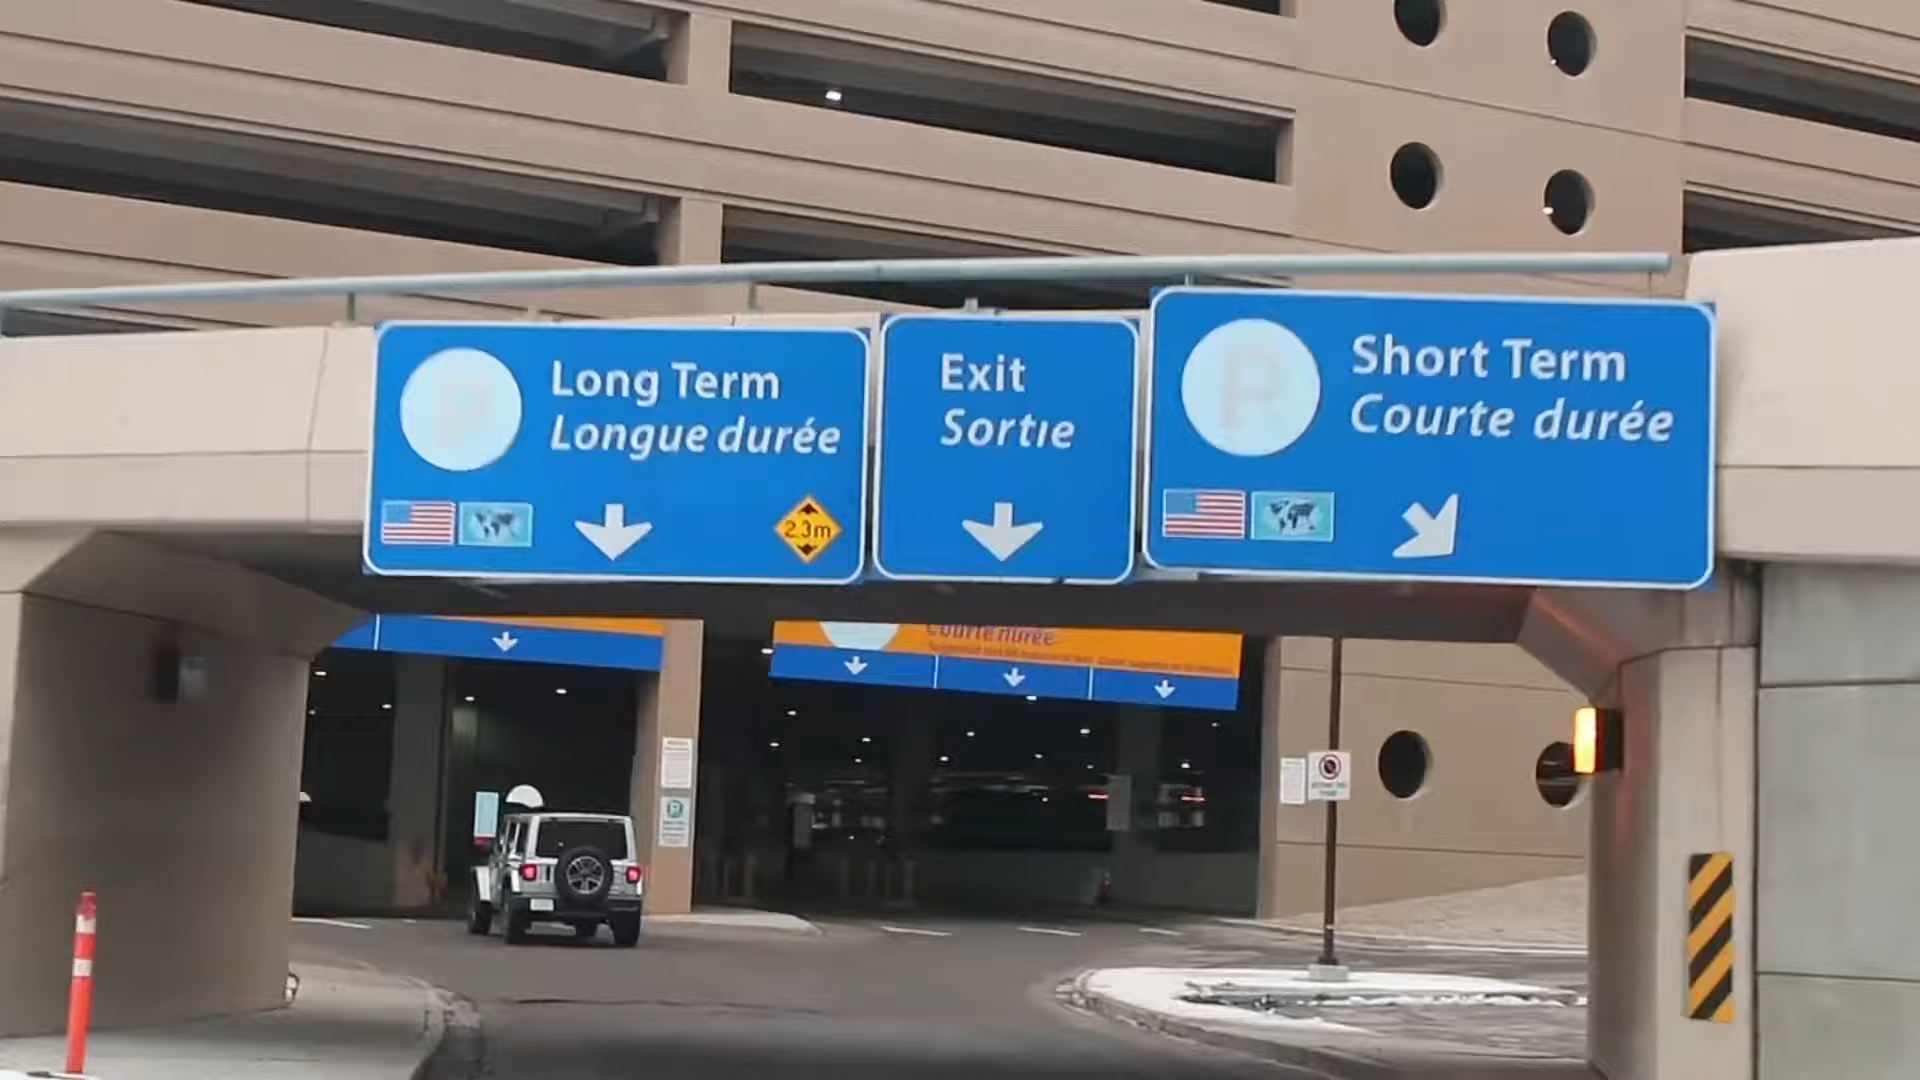 P
Long Term
Longue durée
2.3m
Exit
Sortie
P
Short Term
Courte durée
Courte durée